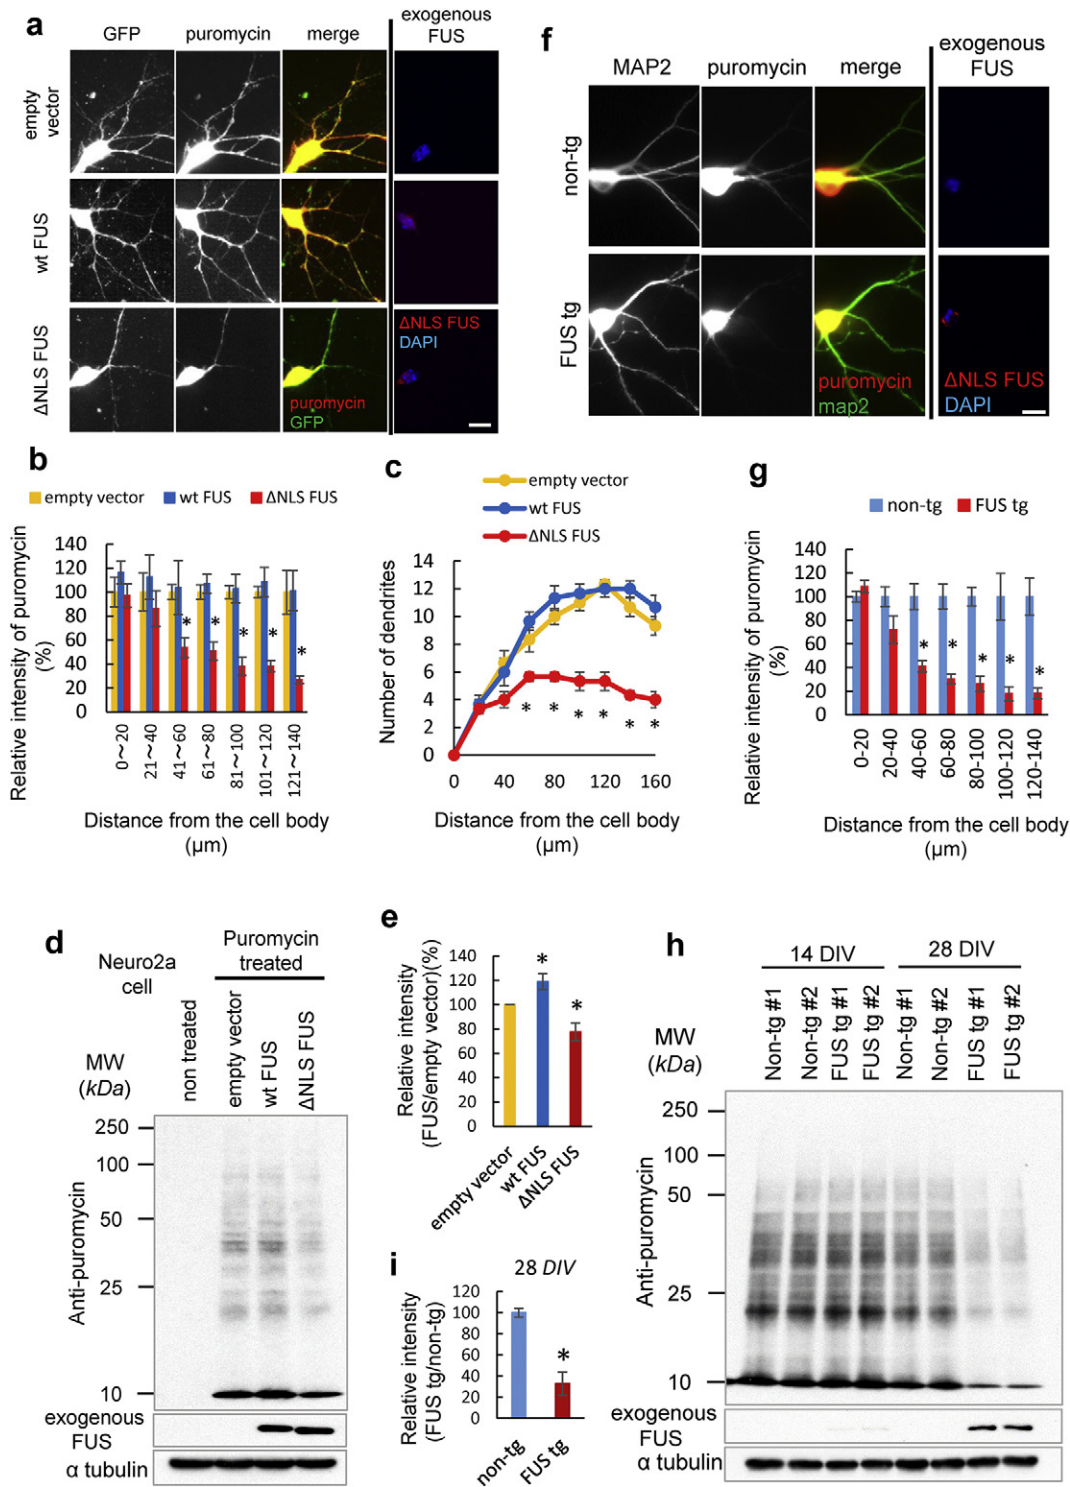 a
GFP
puromycin
merge
exogenous
FUS
empty
vector
wt FUS
ΔNLS FUS
puromycin
GFP
ΔNLS FUS
DAPI
f
MAP2
puromycin
merge
exogenous
FUS
non-tg
FUS tg
puromycin
map2
ΔNLS FUS
DAPI
b
empty vector
wt FUS
ΔNLS FUS
Relative intensity of puromycin
(%)
140
120
100
80
60
40
20
0
* * * * *
0~20
21~40
41~60
61~80
81~100
101~120
121~140
Distance from the cell body
(μm)
c
empty vector
wt FUS
ΔNLS FUS
Number of dendrites
14
12
10
8
6
4
2
0
* * * * * *
0 40 80 120 160
Distance from the cell body
(μm)
g
non-tg
FUS tg
Relative intensity of puromycin
(%)
140
120
100
80
60
40
20
0
* * * * *
0-20
20-40
40-60
60-80
80-100
100-120
120-140
Distance from the cell body
(μm)
d
Neuro2a
cell
Puromycin
treated
MW
(kDa)
non treated
empty vector
wt FUS
ΔNLS FUS
Anti-puromycin
250
100
50
25
10
exogenous
FUS
α tubulin
e
Relative intensity
(FUS/empty vector)(%)
140
120
100
80
60
40
20
0
* *
empty vector
wt FUS
ΔNLS FUS
i
28 DIV
Relative intensity
(FUS tg/non-tg)
120
100
80
60
40
20
0
*
non-tg
FUS tg
h
14 DIV
28 DIV
MW
(kDa)
Non-tg #1
Non-tg #2
FUS tg #1
FUS tg #2
Non-tg #1
Non-tg #2
FUS tg #1
FUS tg #2
Anti-puromycin
250
100
50
25
10
exogenous
FUS
α tubulin